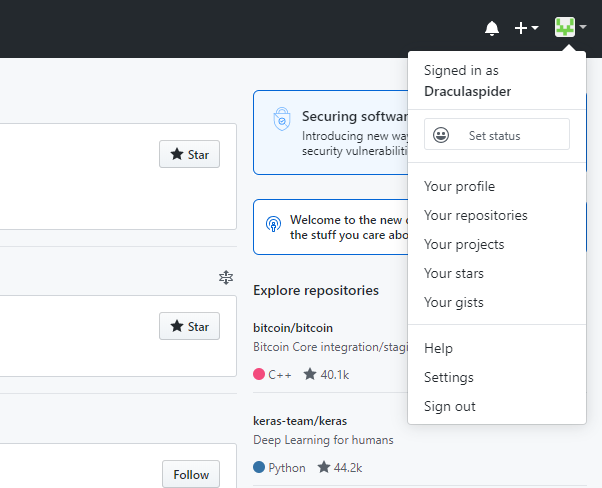 Signed in as
Draculaspider
Set status
Your profile
Your repositories
Your projects
Your stars
Your gists
Help
Settings
Sign out
Star
Star
Follow
Securing softwar
Introducing new way
security vulnerabiliti
Welcome to the new d
the stuff you care abo
Explore repositories
bitcoin/bitcoin
Bitcoin Core integration/stagi
C++ 40.1k
keras-team/keras
Deep Learning for humans
Python 44.2k